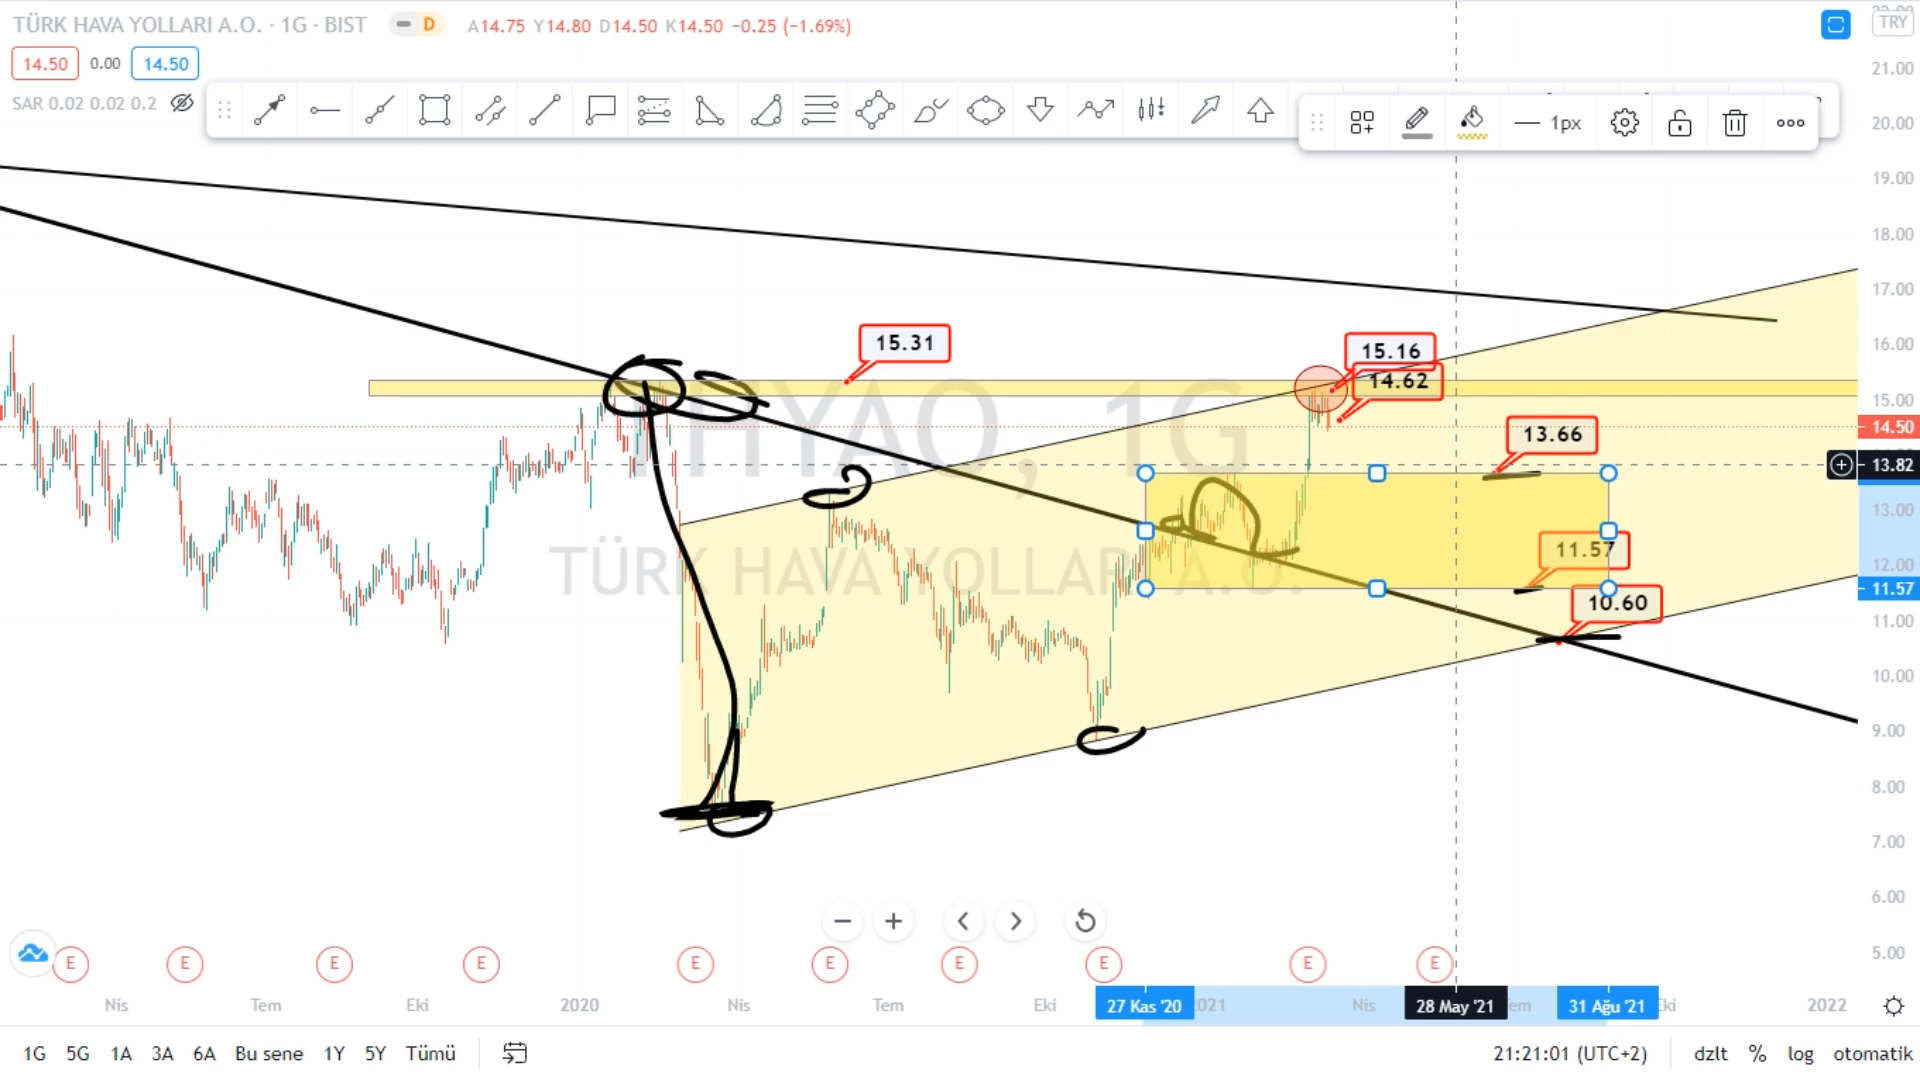 TÜRK HAVA YOLLARI A.O. · 1G · BIST
D
A14.75 Y14.80 D14.50 K14.50 −0.25 (−1.69%)
TRY
14.50 0.00 14.50
SAR 0.02 0.02 0.2
1px
21.00
20.00
19.00
18.00
17.00
16.00
15.00
14.50
13.82
13.00
12.00
11.57
11.00
10.00
9.00
8.00
7.00
6.00
5.00
15.31
15.16
14.62
13.66
11.57
10.60
THYAO, 1G
TÜRK HAVA YOLLARI A.O.
E E E E E E E E E E
Nis Tem Eki 2020 Nis Tem Eki 27 Kas '20 2021 Nis 28 May '21 Tem 31 Ağu '21 Eki 2022
1G 5G 1A 3A 6A Bu sene 1Y 5Y Tümü
21:21:01 (UTC+2) dzlt % log otomatik